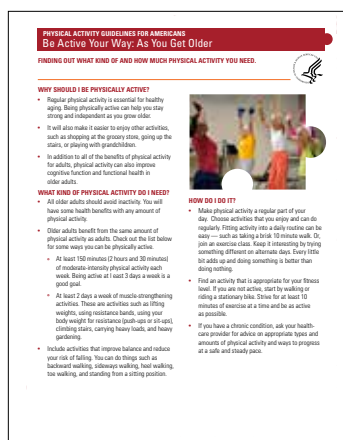 PHYSICAL ACTIVITY GUIDELINES FOR AMERICANS
Be Active Your Way: As You Get Older
FINDING OUT WHAT KIND OF AND HOW MUCH PHYSICAL ACTIVITY YOU NEED.
WHY SHOULD I BE PHYSICALLY ACTIVE?
• Regular physical activity is essential for healthy
aging. Being physically active can help you stay
strong and independent as you grow older.
• It will also make it easier to enjoy other activities,
such as shopping at the grocery store, going up the
stairs, or playing with grandchildren.
• In addition to all of the benefits of physical activity
for adults, physical activity can also improve
cognitive function and functional health in
older adults.
WHAT KIND OF PHYSICAL ACTIVITY DO I NEED?
• All older adults should avoid inactivity. You will
have some health benefits with any amount of
physical activity.
• Older adults benefit from the same amount of
physical activity as adults. Check out the list below
for some ways you can be physically active.
• At least 150 minutes (2 hours and 30 minutes)
of moderate-intensity physical activity each
week. Being active at l east 3 days a week is a
good goal.
• At least 2 days a week of muscle-strengthening
activities. These are activities such as lifting
weights, using resistance bands, using your
body weight for resistance (push-ups or sit-ups),
climbing stairs, carrying heavy loads, and heavy
gardening.
• Include activities that improve balance and reduce
your risk of falling. You can do things such as
backward walking, sideways walking, heel walking,
toe walking, and standing from a sitting position.
HOW DO I DO IT?
• Make physical activity a regular part of your
day. Choose activities that you enjoy and can do
regularly. Fitting activity into a daily routine can be
easy — such as taking a brisk 10 minute walk. Or,
join an exercise class. Keep it interesting by trying
something different on alternate days. Every little
bit adds up and doing something is better than
doing nothing.
• Find an activity that is appropriate for your fitness
level. If you are not active, start by walking or
riding a stationary bike. Strive for at least 10
minutes of exercise at a time and be as active
as possible.
• If you have a chronic condition, ask your health-
care provider for advice on appropriate types and
amounts of physical activity and ways to progress
at a safe and steady pace.